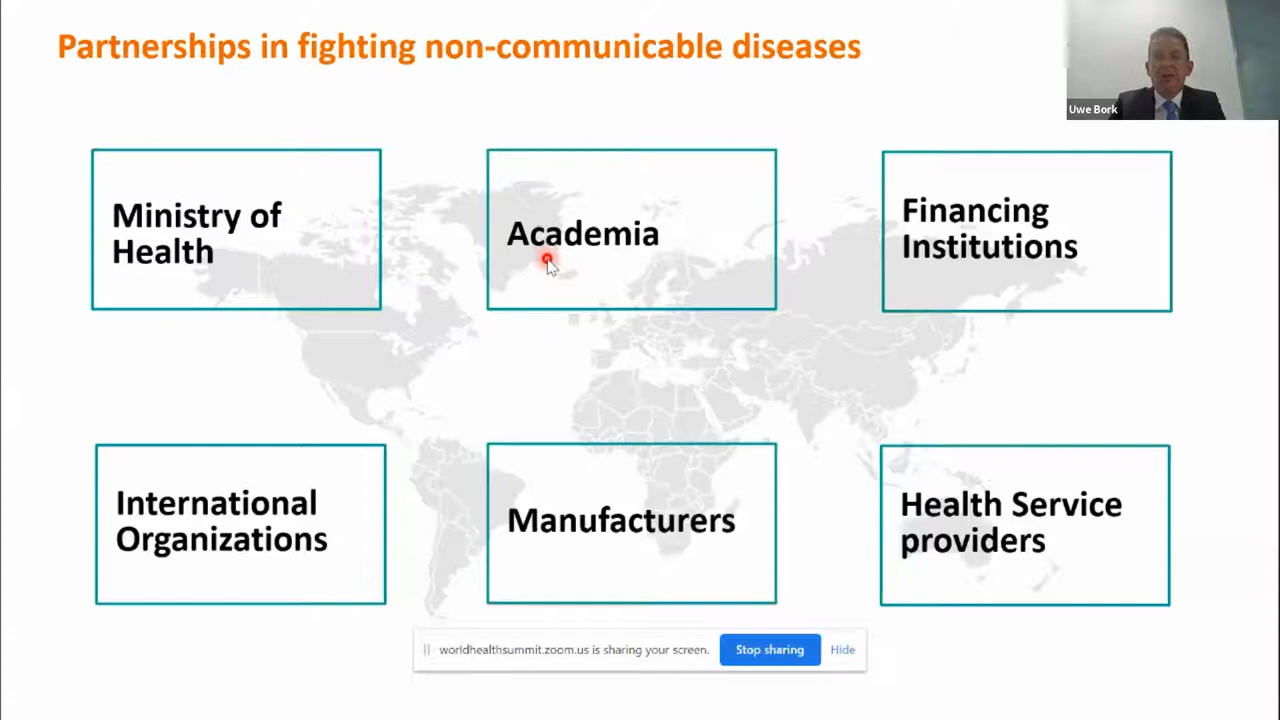 Partnerships in fighting non-communicable diseases
Uwe Bork
Ministry of
Health
Academia
Financing
Institutions
International
Organizations
Manufacturers
Health Service
providers
worldhealthsummit.zoom.us is sharing your screen. Stop sharing Hide